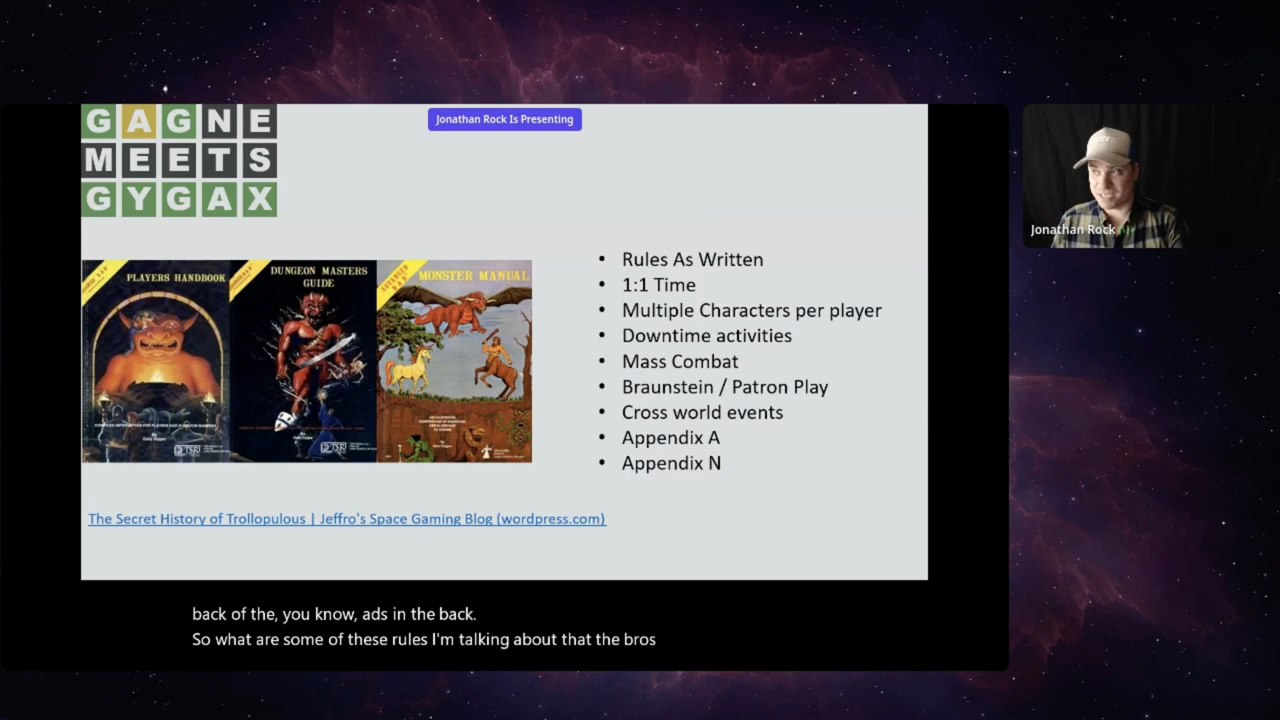 GAGNE
MEETS
GYGAX
Jonathan Rock Is Presenting
PLAYERS HANDBOOK
DUNGEON MASTERS
GUIDE
ADVANCED
MONSTER MANUAL
Jonathan Rock
• Rules As Written
• 1:1 Time
• Multiple Characters per player
• Downtime activities
• Mass Combat
• Braunstein / Patron Play
• Cross world events
• Appendix A
• Appendix N
The Secret History of Trollopulous | Jeffro's Space Gaming Blog (wordpress.com)
back of the, you know, ads in the back.
So what are some of these rules I'm talking about that the bros